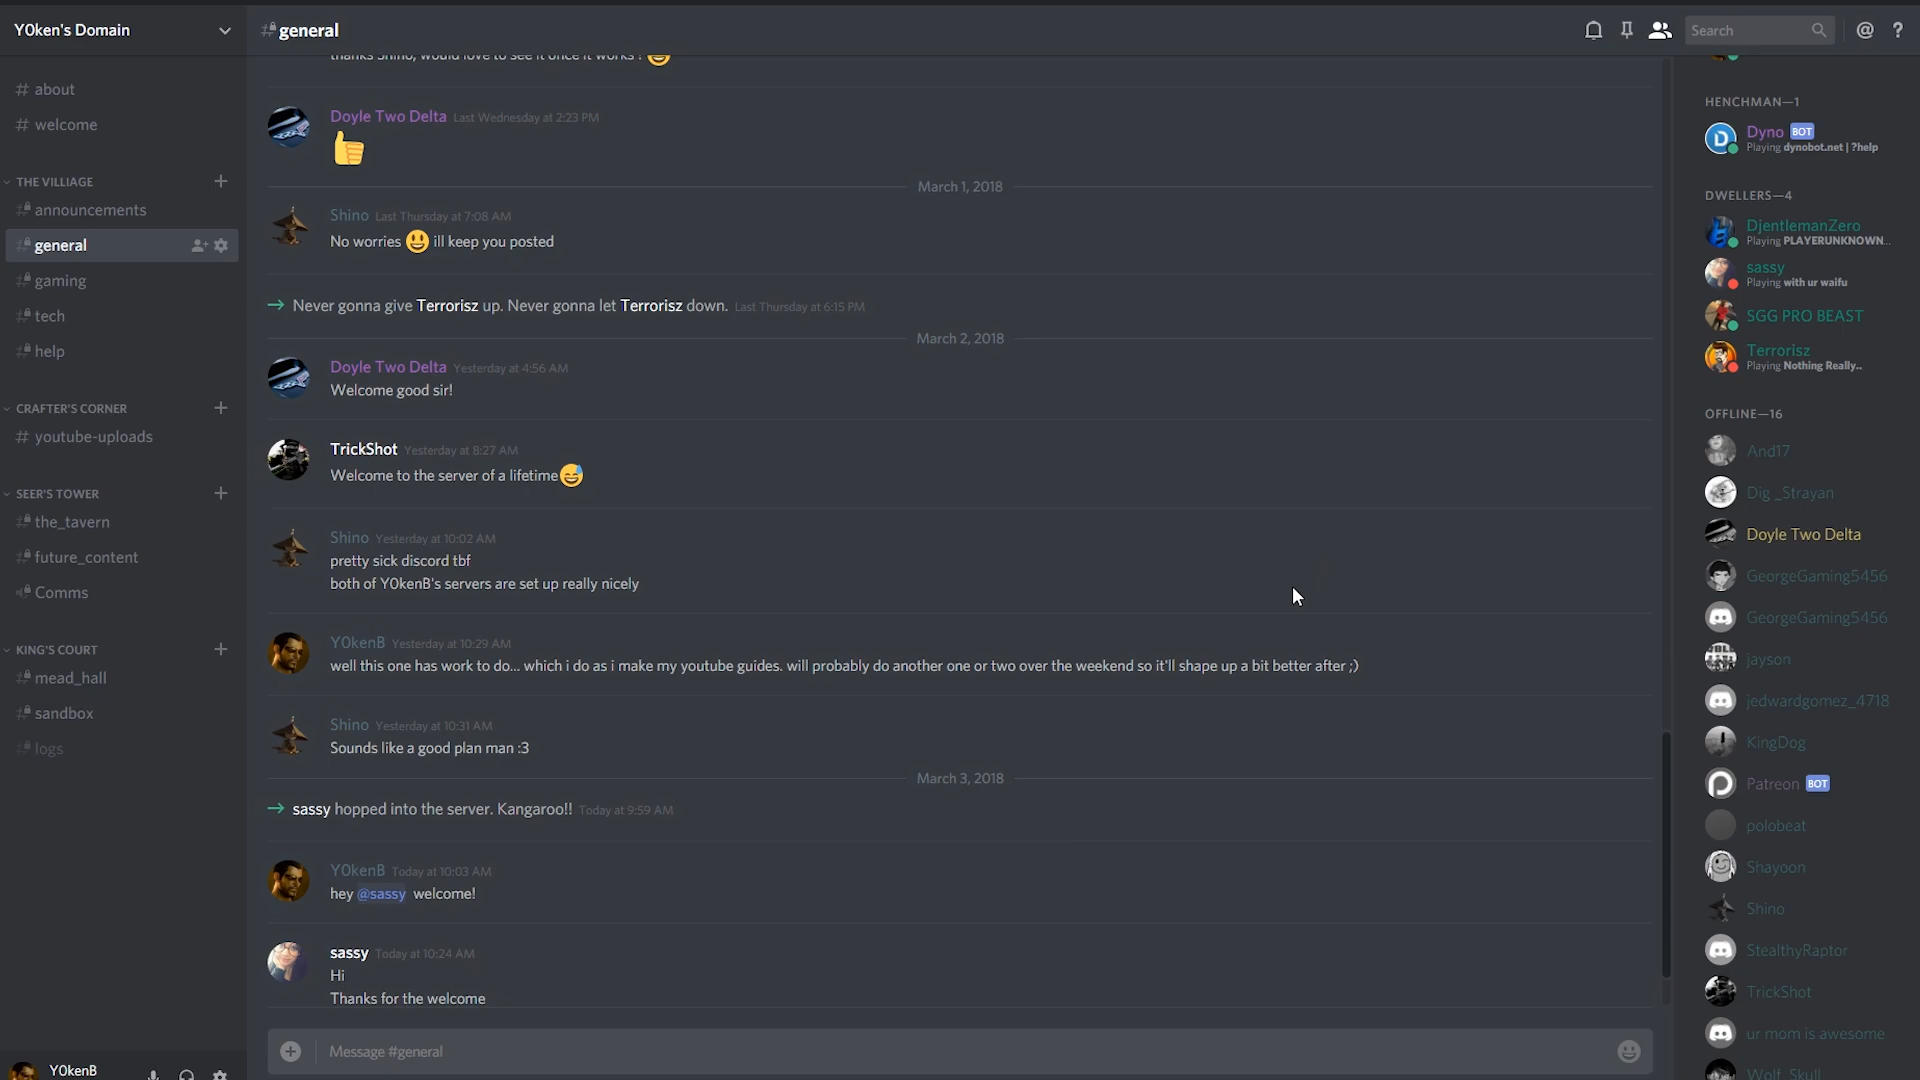 Y0ken's Domain
# about
# welcome
THE VILLIAGE
announcements
general
gaming
tech
help
CRAFTER'S CORNER
# youtube-uploads
SEER'S TOWER
the_tavern
future_content
Comms
KING'S COURT
mead_hall
sandbox
logs
Y0kenB
general
Search
thanks Shino, would love to see it once it works !
Doyle Two Delta Last Wednesday at 2:23 PM
March 1, 2018
Shino Last Thursday at 7:08 AM
No worries ill keep you posted
Never gonna give Terrorisz up. Never gonna let Terrorisz down. Last Thursday at 6:15 PM
March 2, 2018
Doyle Two Delta Yesterday at 4:56 AM
Welcome good sir!
TrickShot Yesterday at 8:27 AM
Welcome to the server of a lifetime
Shino Yesterday at 10:02 AM
pretty sick discord tbf
both of Y0kenB's servers are set up really nicely
Y0kenB Yesterday at 10:29 AM
well this one has work to do... which i do as i make my youtube guides. will probably do another one or two over the weekend so it'll shape up a bit better after ;)
Shino Yesterday at 10:31 AM
Sounds like a good plan man :3
March 3, 2018
sassy hopped into the server. Kangaroo!! Today at 9:59 AM
Y0kenB Today at 10:03 AM
hey @sassy welcome!
sassy Today at 10:24 AM
Hi
Thanks for the welcome
Message #general
HENCHMAN—1
Dyno BOT
Playing dynobot.net | ?help
DWELLERS—4
DjentlemanZero
Playing PLAYERUNKNOWN...
sassy
Playing with ur waifu
SGG PRO BEAST
Terrorisz
Playing Nothing Really..
OFFLINE—16
And17
Dig _Strayan
Doyle Two Delta
GeorgeGaming5456
GeorgeGaming5456
jayson
jedwardgomez_4718
KingDog
Patreon BOT
polobeat
Shayoon
Shino
StealthyRaptor
TrickShot
ur mom is awesome
Wolf_Skull